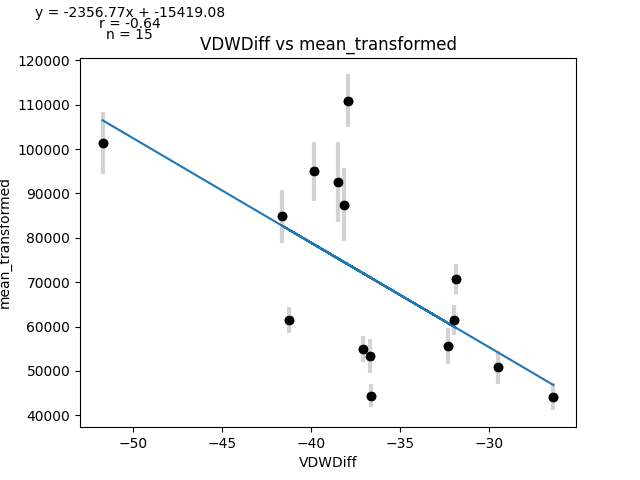 y = -2356.77x + -15419.08
r = -0.64
n = 15
VDWDiff vs mean_transformed
120000
110000
100000
90000
80000
70000
60000
50000
40000
mean_transformed
−50
−45
−40
−35
−30
VDWDiff